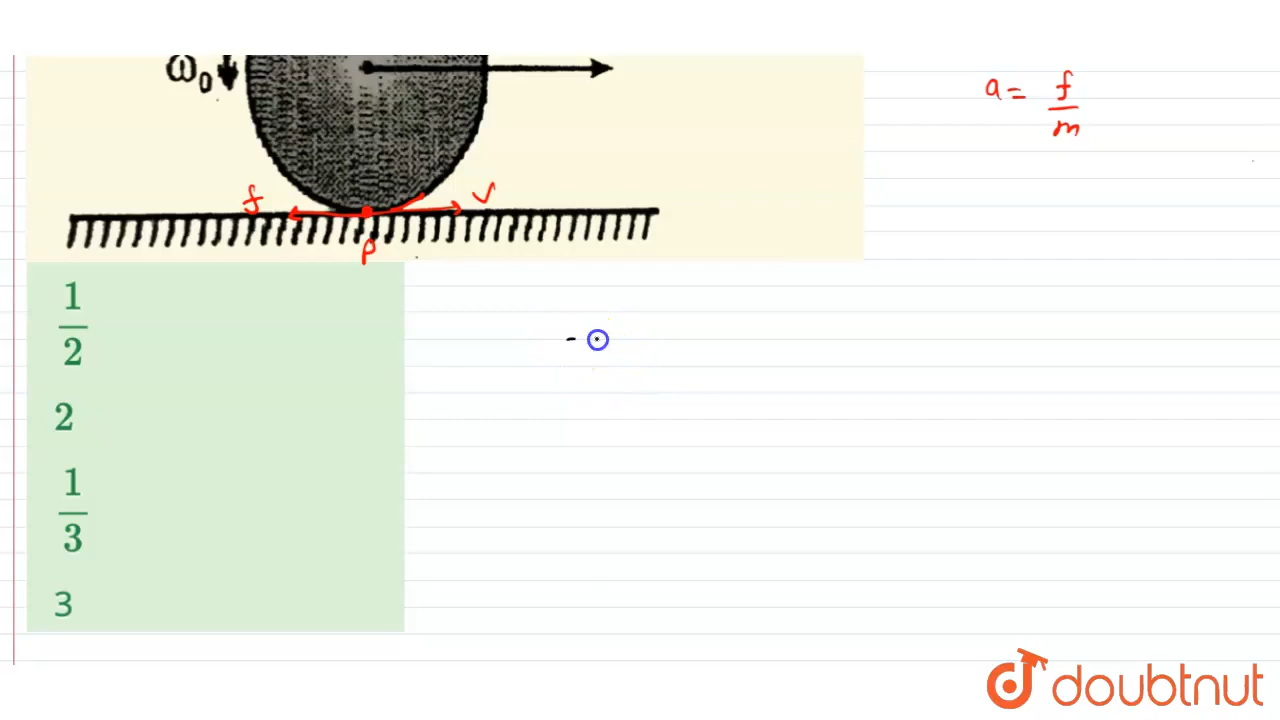 ω₀
a = f/m
f
v
P
1/2
2
1/3
3
-
doubtnut